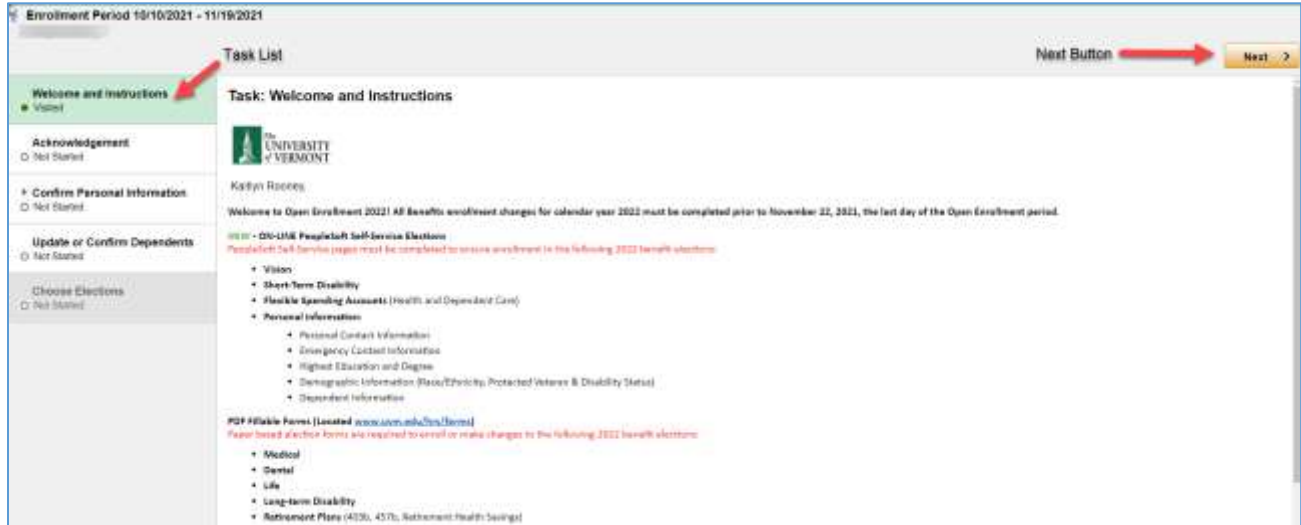 Enrollment Period 10/10/2021 - 11/19/2021
Task List
Next Button
Next
Welcome and Instructions
Visited
Acknowledgement
Not Started
Confirm Personal Information
Not Started
Update or Confirm Dependents
Not Started
Choose Elections
Not Started
Task: Welcome and Instructions
The
UNIVERSITY
of VERMONT
Kaitlyn Rooney,
Welcome to Open Enrollment 2022! All Benefits enrollment changes for calendar year 2022 must be completed prior to November 22, 2021, the last day of the Open Enrollment period.
NEW - ON-LINE PeopleSoft Self-Service Elections
PeopleSoft Self-Service pages must be completed to ensure enrollment in the following 2022 benefit elections:
• Vision
• Short-Term Disability
• Flexible Spending Accounts (Health and Dependent Care)
• Personal Information:
• Personal Contact Information
• Emergency Contact Information
• Highest Education and Degree
• Demographic Information (Race/Ethnicity, Protected Veteran & Disability Status)
• Dependent Information
PDF Fillable Forms (Located www.uvm.edu/hrs/forms)
Paper based election forms are required to enroll or make changes to the following 2022 benefit elections:
• Medical
• Dental
• Life
• Long-term Disability
• Retirement Plans (403b, 457b, Retirement Health Savings)